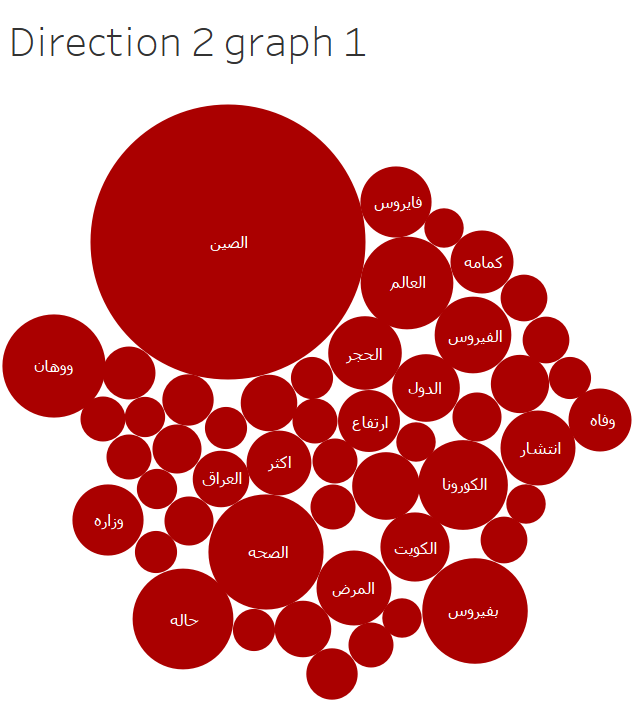 Direction 2 graph 1
فايروس
الصين
كمامه
العالم
الفيروس
الحجر
ووهان
الدول
وفاه
ارتفاع
انتشار
اكثر
العراق
الكورونا
وزاره
الكويت
الصحه
المرض
بفيروس
حاله